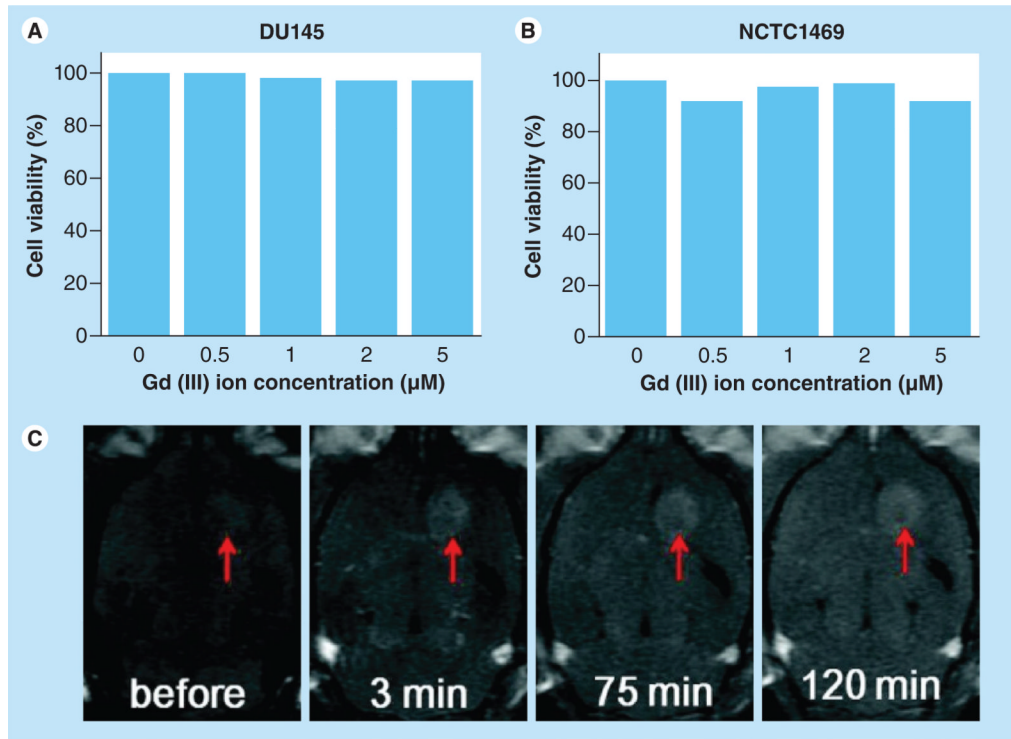 A
DU145
Cell viability (%)
100
80
60
40
20
0
0 0.5 1 2 5
Gd (III) ion concentration (µM)
B
NCTC1469
Cell viability (%)
100
80
60
40
20
0
0 0.5 1 2 5
Gd (III) ion concentration (µM)
C
before
3 min
75 min
120 min